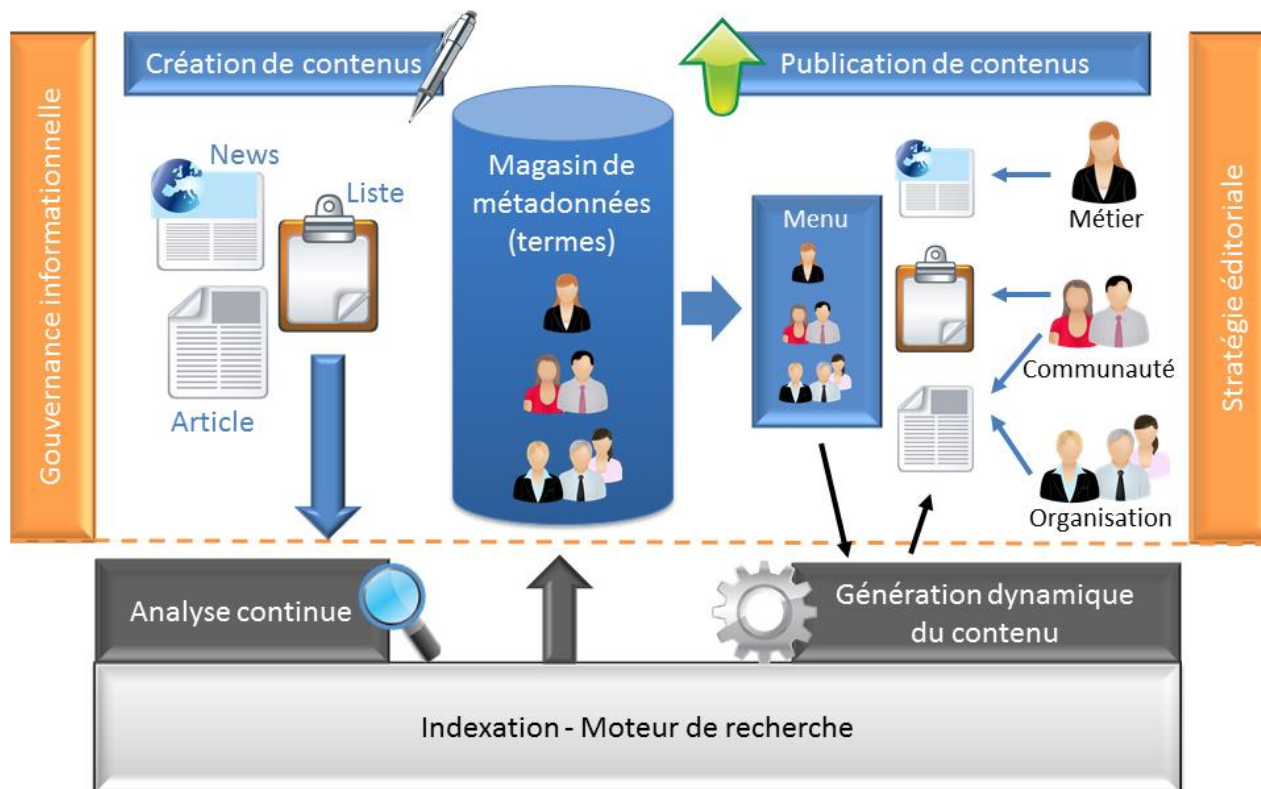 Gouvernance informationnelle
Création de contenus
Publication de contenus
Stratégie éditoriale
News
Liste
Article
Magasin de
métadonnées
(termes)
Menu
Métier
Communauté
Organisation
Analyse continue
Génération dynamique
du contenu
Indexation - Moteur de recherche